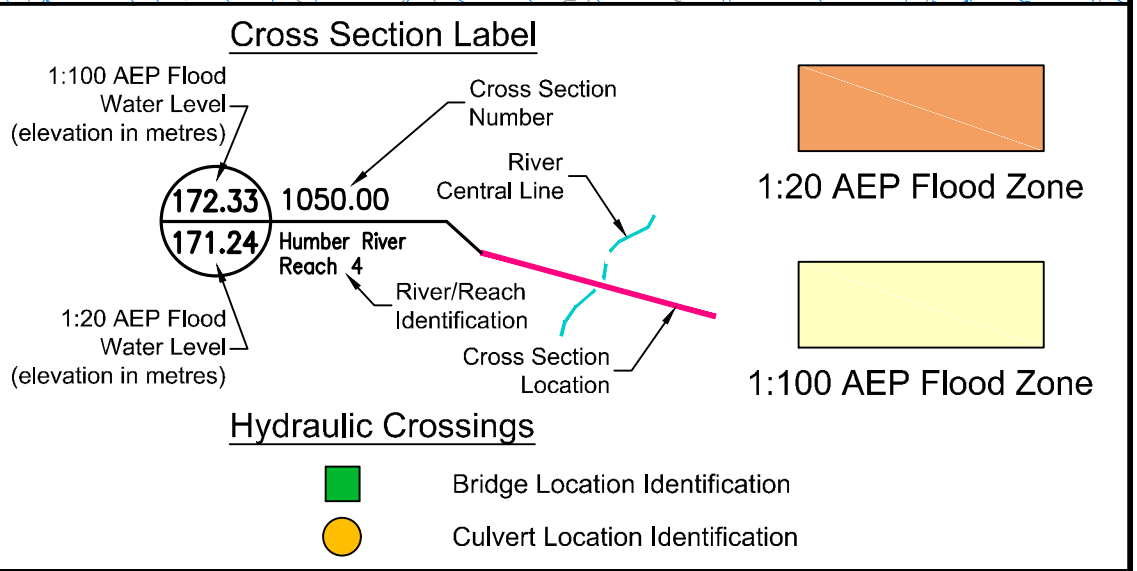 Cross Section Label
1:100 AEP Flood
Water Level
(elevation in metres)
Cross Section
Number
River
Central Line
172.33
1050.00
171.24
Humber River
Reach 4
River/Reach
Identification
1:20 AEP Flood
Water Level
(elevation in metres)
Cross Section
Location
1:20 AEP Flood Zone
1:100 AEP Flood Zone
Hydraulic Crossings
Bridge Location Identification
Culvert Location Identification